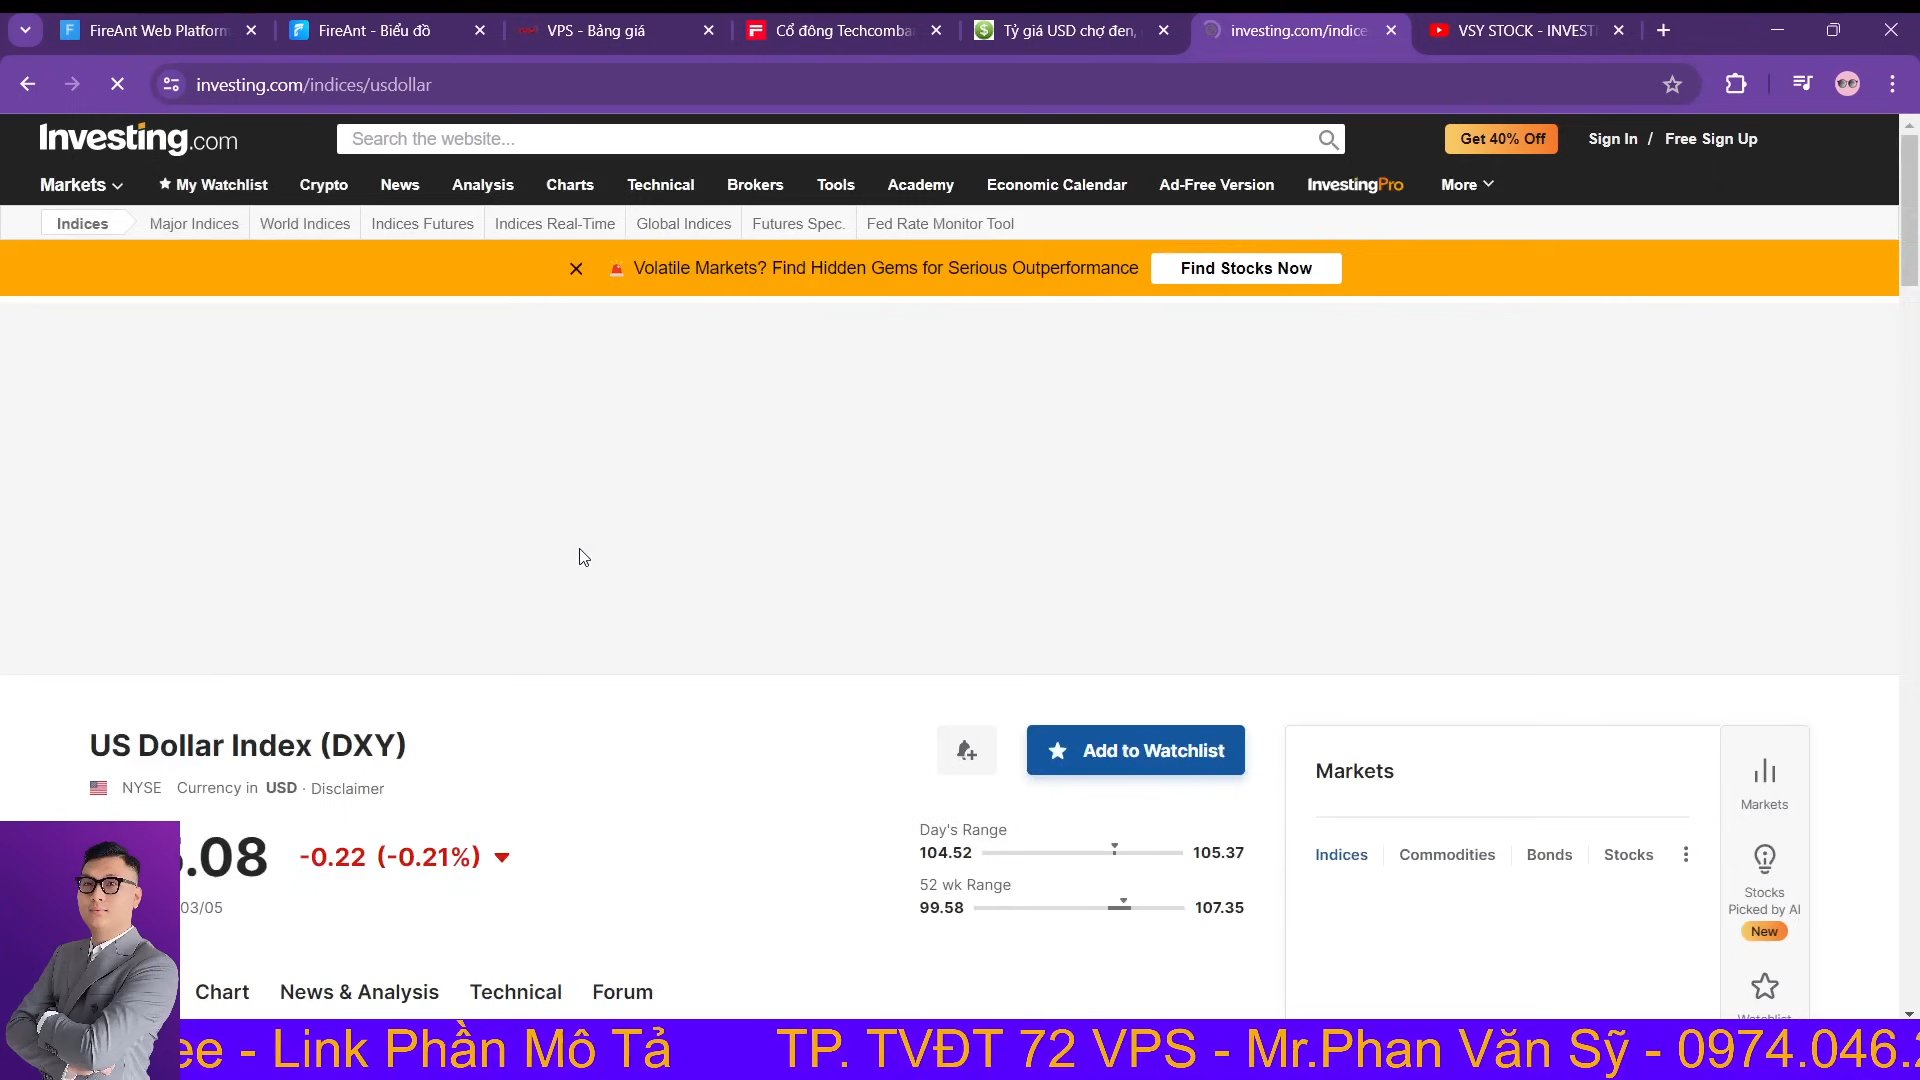 FireAnt Web Platform
FireAnt - Biểu đồ
VPS - Bảng giá
Cổ đông Techcomba
Tỷ giá USD chợ đen,
investing.com/indice
VSY STOCK - INVEST
investing.com/indices/usdollar
Investing.com
Search the website...
Get 40% Off
Sign In / Free Sign Up
Markets
My Watchlist
Crypto
News
Analysis
Charts
Technical
Brokers
Tools
Academy
Economic Calendar
Ad-Free Version
InvestingPro
More
Indices
Major Indices
World Indices
Indices Futures
Indices Real-Time
Global Indices
Futures Spec.
Fed Rate Monitor Tool
Volatile Markets? Find Hidden Gems for Serious Outperformance
Find Stocks Now
US Dollar Index (DXY)
Add to Watchlist
NYSE Currency in USD · Disclaimer
.08 -0.22 (-0.21%)
03/05
Day's Range
104.52 105.37
52 wk Range
99.58 107.35
Markets
Indices
Commodities
Bonds
Stocks
Markets
Stocks
Picked by AI
New
Chart
News & Analysis
Technical
Forum
ee - Link Phần Mô Tả TP. TVĐT 72 VPS - Mr.Phan Văn Sỹ - 0974.046.